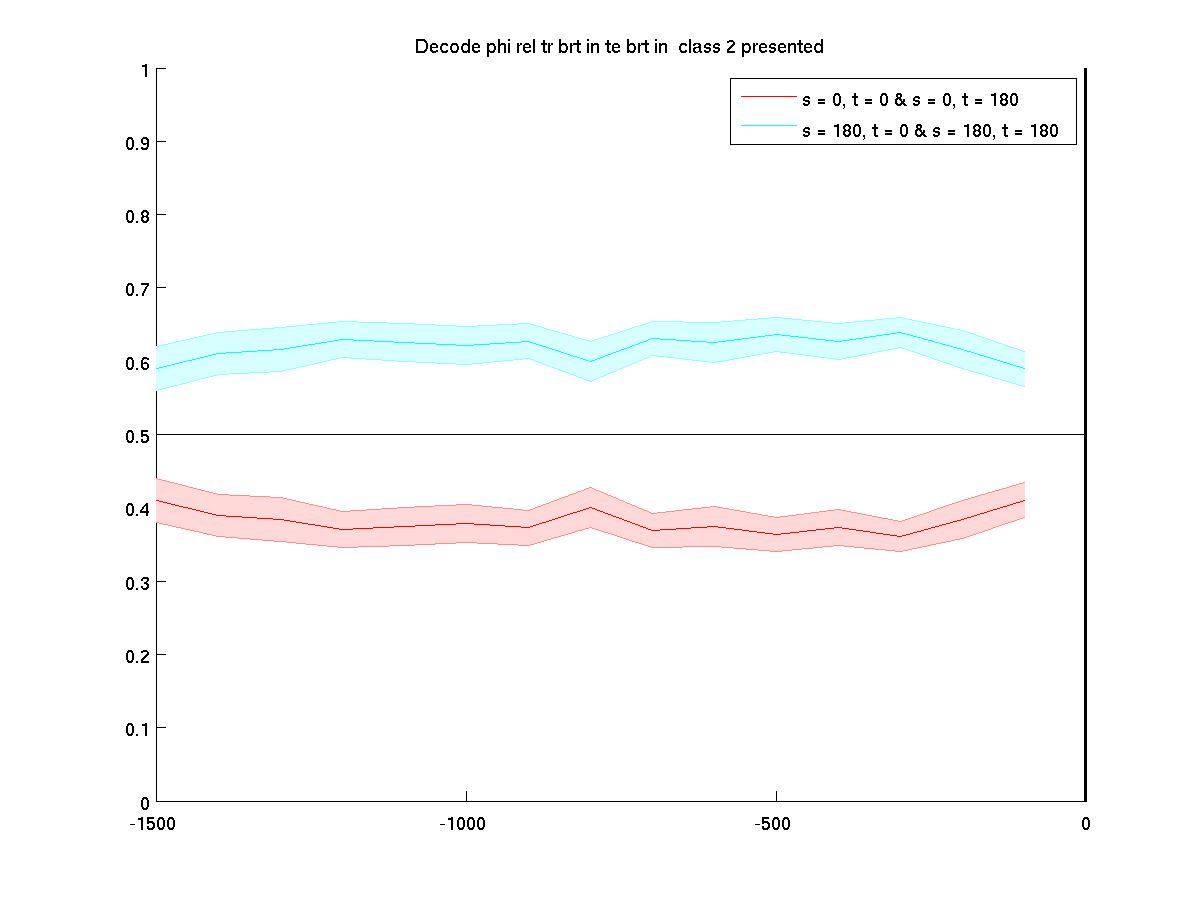 Decode phi rel tr brt in te brt in  class 2 presented
s = 0, t = 0 & s = 0, t = 180
s = 180, t = 0 & s = 180, t = 180
1
0.9
0.8
0.7
0.6
0.5
0.4
0.3
0.2
0.1
0
-1500 -1000 -500 0